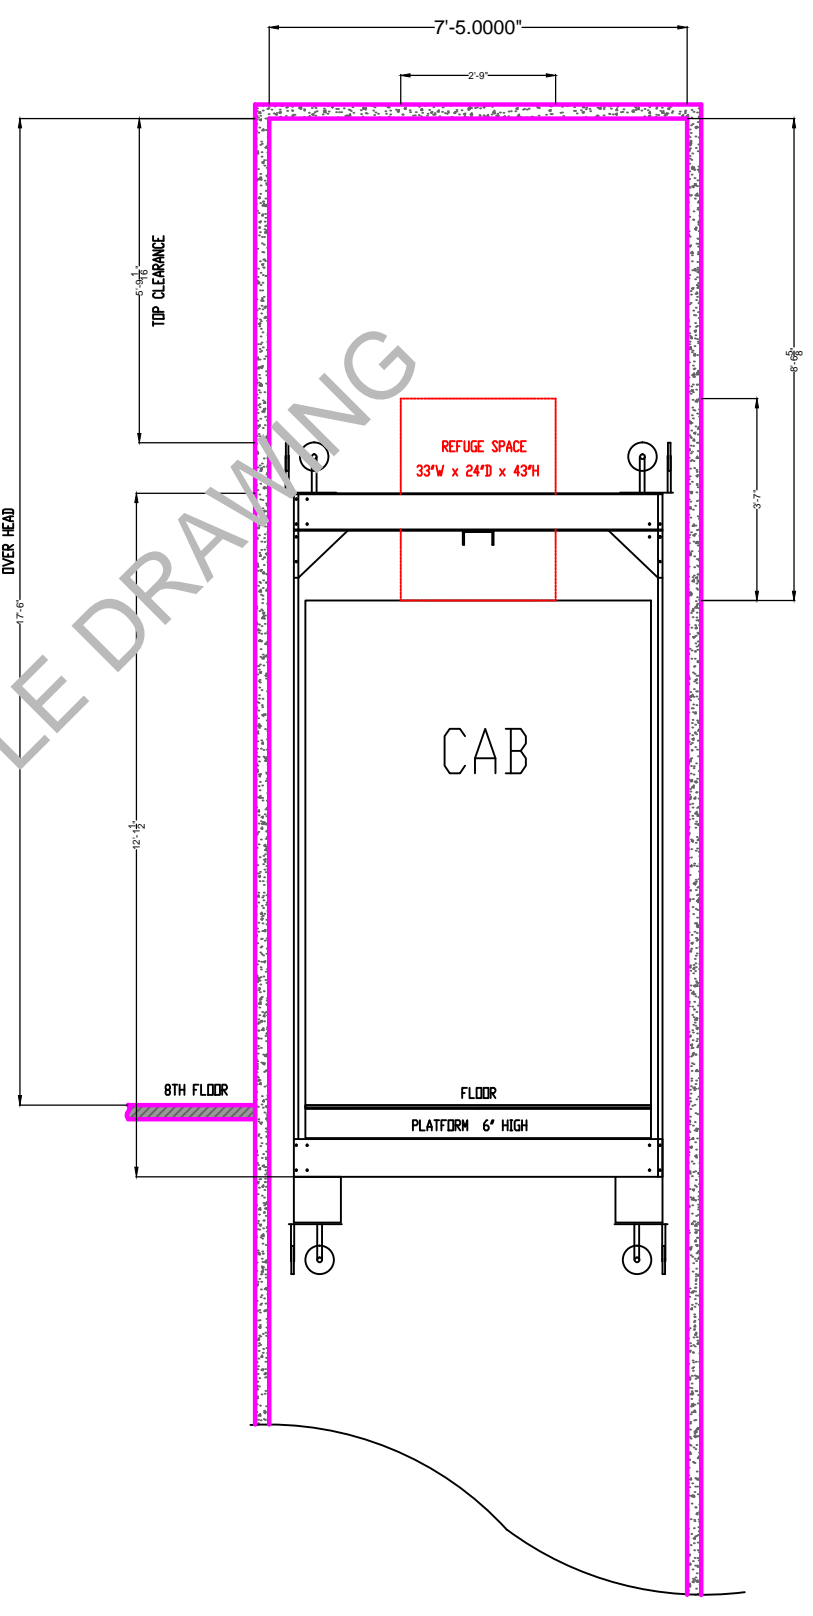 7'-5.0000"
2'-9"
5'-9 1/16"
TOP CLEARANCE
8'-6 5/8"
REFUGE SPACE
33"W x 24"D x 43"H
3'-7"
OVER HEAD
17'-6"
LE DRAWING
CAB
12'-1 1/2"
8TH FLOOR
FLOOR
PLATFORM 6" HIGH